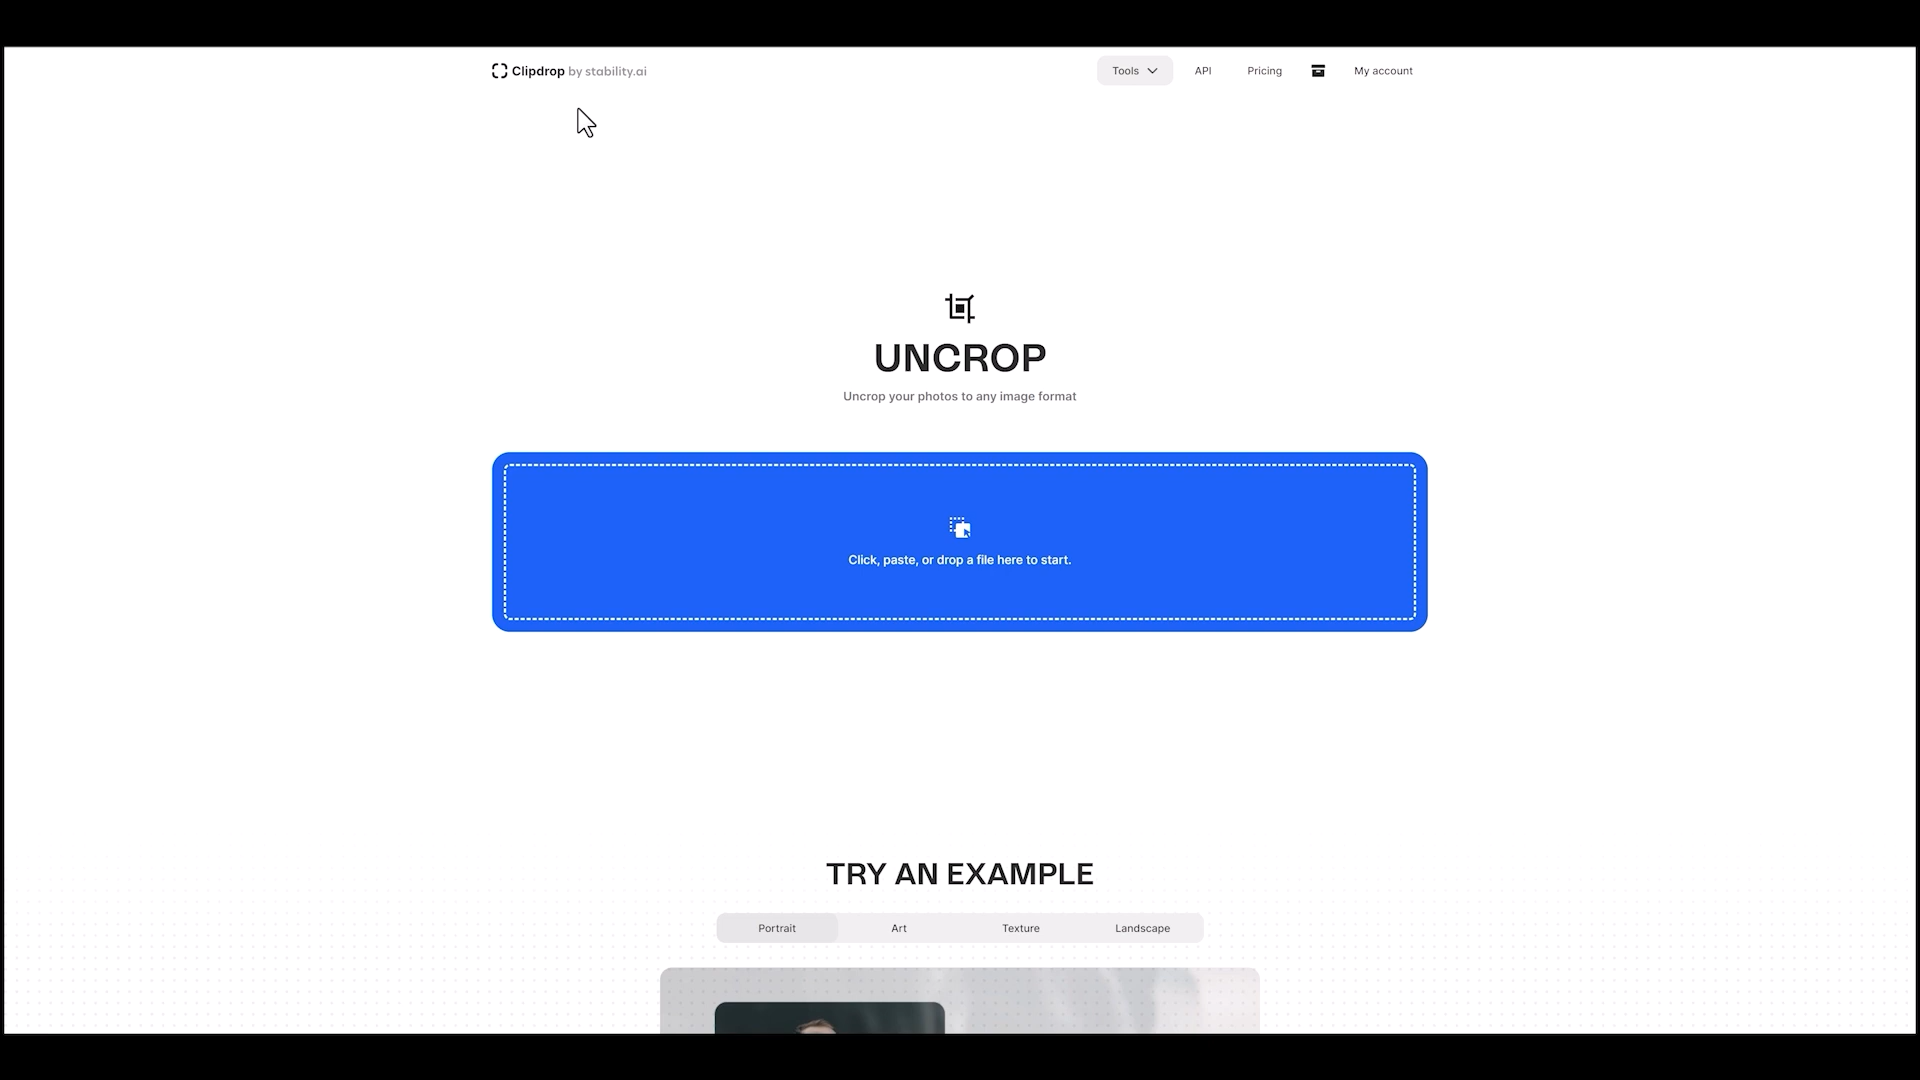 Clipdrop by stability.ai
Tools
API
Pricing
My account
UNCROP
Uncrop your photos to any image format
Click, paste, or drop a file here to start.
TRY AN EXAMPLE
Portrait
Art
Texture
Landscape